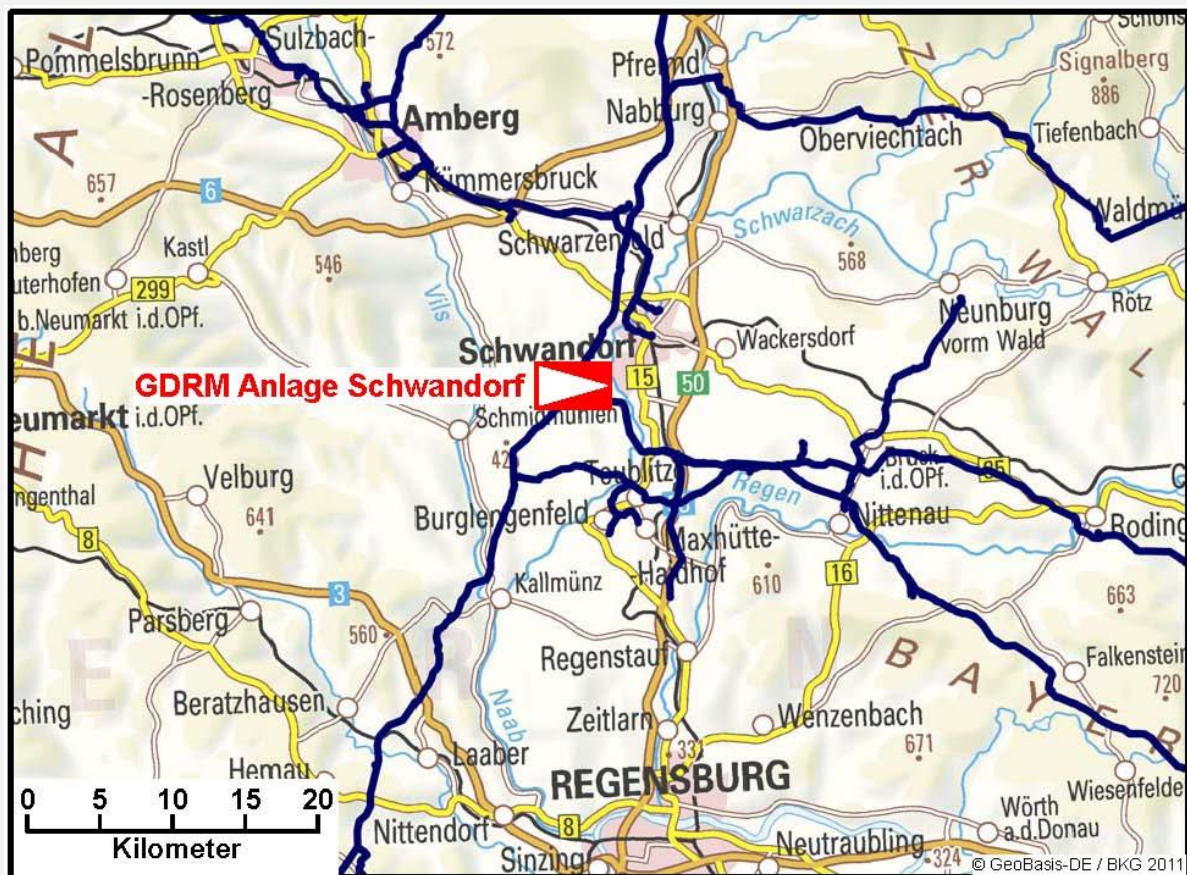 Sulzbach-
572
Pommelsbrunn
-Rosenberg
Pfreimd
Signalberg
886
Nabburg
Amberg
Oberviechtach
Tiefenbach
657
6
Kümmersbruck
Waldmü
Schwarzach
Schwarzenfeld
568
Kastl
nberg
uterhofen
546
299
b.Neumarkt i.d.OPf.
Vils
Neunburg
vorm Wald
Rötz
Wackersdorf
Schwandorf
GDRM Anlage Schwandorf
15
50
eumarkt i.d.OPf.
Schmidmühlen
42
Velburg
ngenthal
641
8
Teublitz
Bruck
i.d.OPf.
85
Regen
Burglengenfeld
Nittenau
Roding
Maxhütte-
-Haidhof
610
16
Kallmünz
3
663
Parsberg
560
Regenstauf
Falkenstein
720
Beratzhausen
ching
Naab
Zeitlarn
Wenzenbach
671
Laaber
33
Hemau
REGENSBURG
Wiesenfelde
0 5 10 15 20
Kilometer
Nittendorf
8
Wörth
a.d.Donau
Neutraubling
324
Sinzing
B A Y E R
W A L
© GeoBasis-DE / BKG 2011